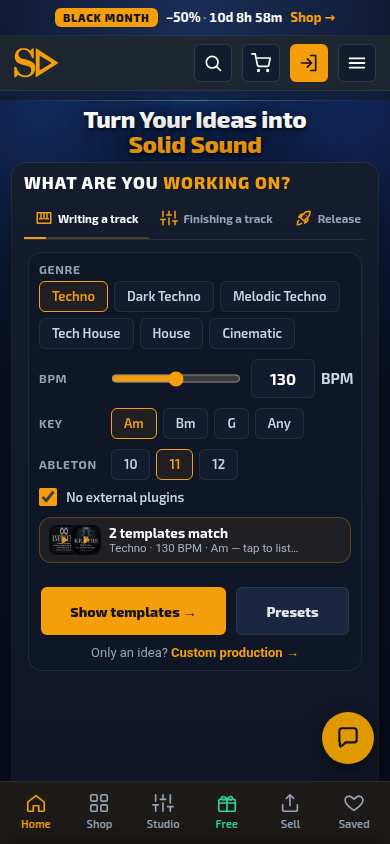 BLACK MONTH −50% · 10d 8h 58m Shop →
SD
Turn Your Ideas into
Solid Sound
WHAT ARE YOU WORKING ON?
Writing a track Finishing a track Release
GENRE
Techno Dark Techno Melodic Techno
Tech House House Cinematic
BPM 130 BPM
KEY Am Bm G Any
ABLETON 10 11 12
No external plugins
2 templates match
Techno · 130 BPM · Am — tap to list…
Show templates → Presets
Only an idea? Custom production →
Home Shop Studio Free Sell Saved